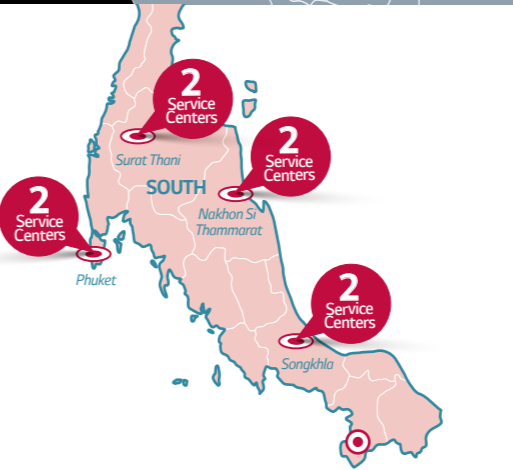 2
Service
Centers
Surat Thani
2
Service
Centers
SOUTH
Nakhon Si
Thammarat
2
Service
Centers
Phuket
2
Service
Centers
Songkhla